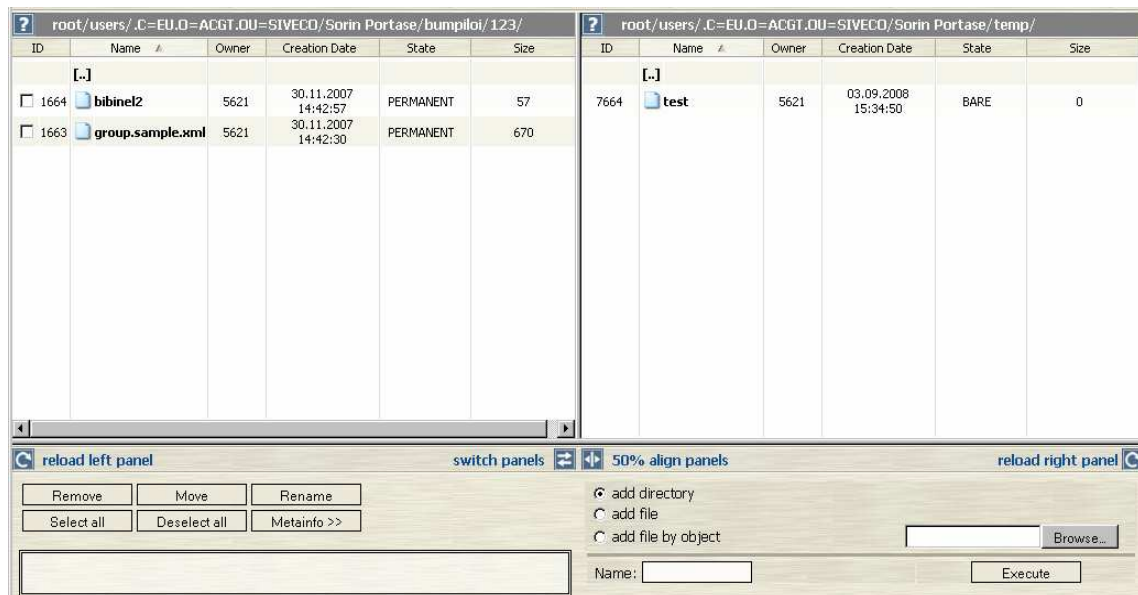 ? root/users/.C=EU.O=ACGT.OU=SIVECO/Sorin Portase/bumpiloi/123/
ID Name Owner Creation Date State Size
[..]
1664 bibinel2 5621 30.11.2007 14:42:57 PERMANENT 57
1663 group.sample.xml 5621 30.11.2007 14:42:30 PERMANENT 670
? root/users/.C=EU.O=ACGT.OU=SIVECO/Sorin Portase/temp/
ID Name Owner Creation Date State Size
[..]
7664 test 5621 03.09.2008 15:34:50 BARE 0
reload left panel switch panels 50% align panels reload right panel
Remove Move Rename
Select all Deselect all Metainfo >>
add directory
add file
add file by object Browse...
Name: Execute